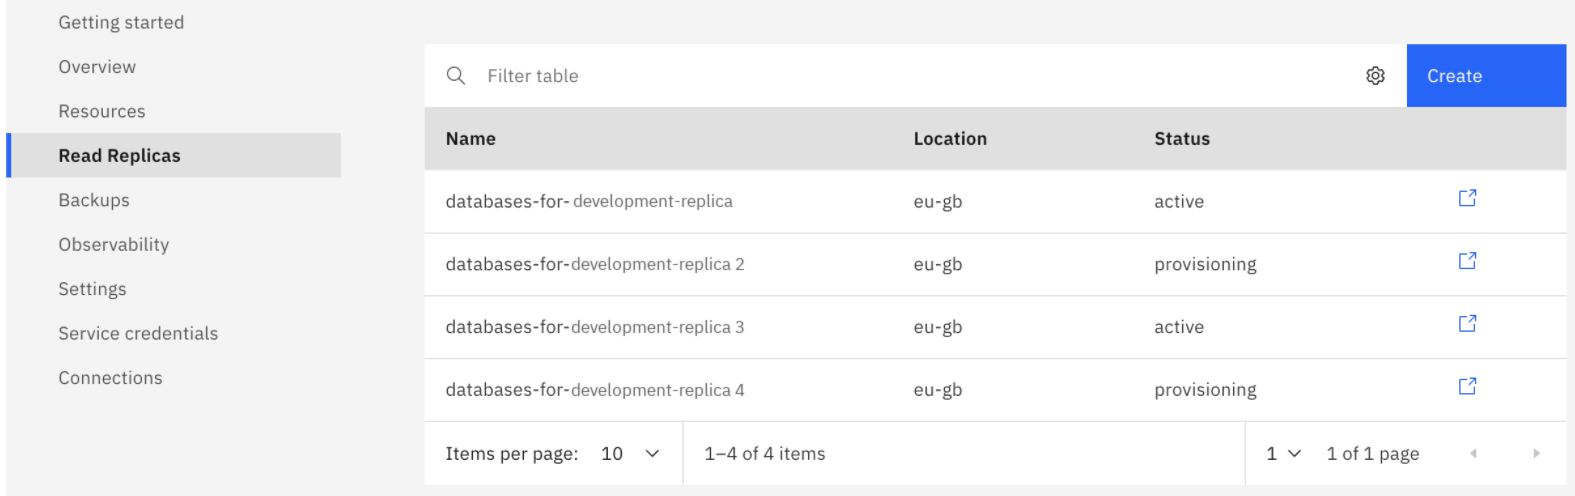 Getting started
Overview
Resources
Read Replicas
Backups
Observability
Settings
Service credentials
Connections
Filter table
Create
Name Location Status
databases-for- development-replica eu-gb active
databases-for-development-replica 2 eu-gb provisioning
databases-for-development-replica 3 eu-gb active
databases-for-development-replica 4 eu-gb provisioning
Items per page: 10 1–4 of 4 items 1 1 of 1 page